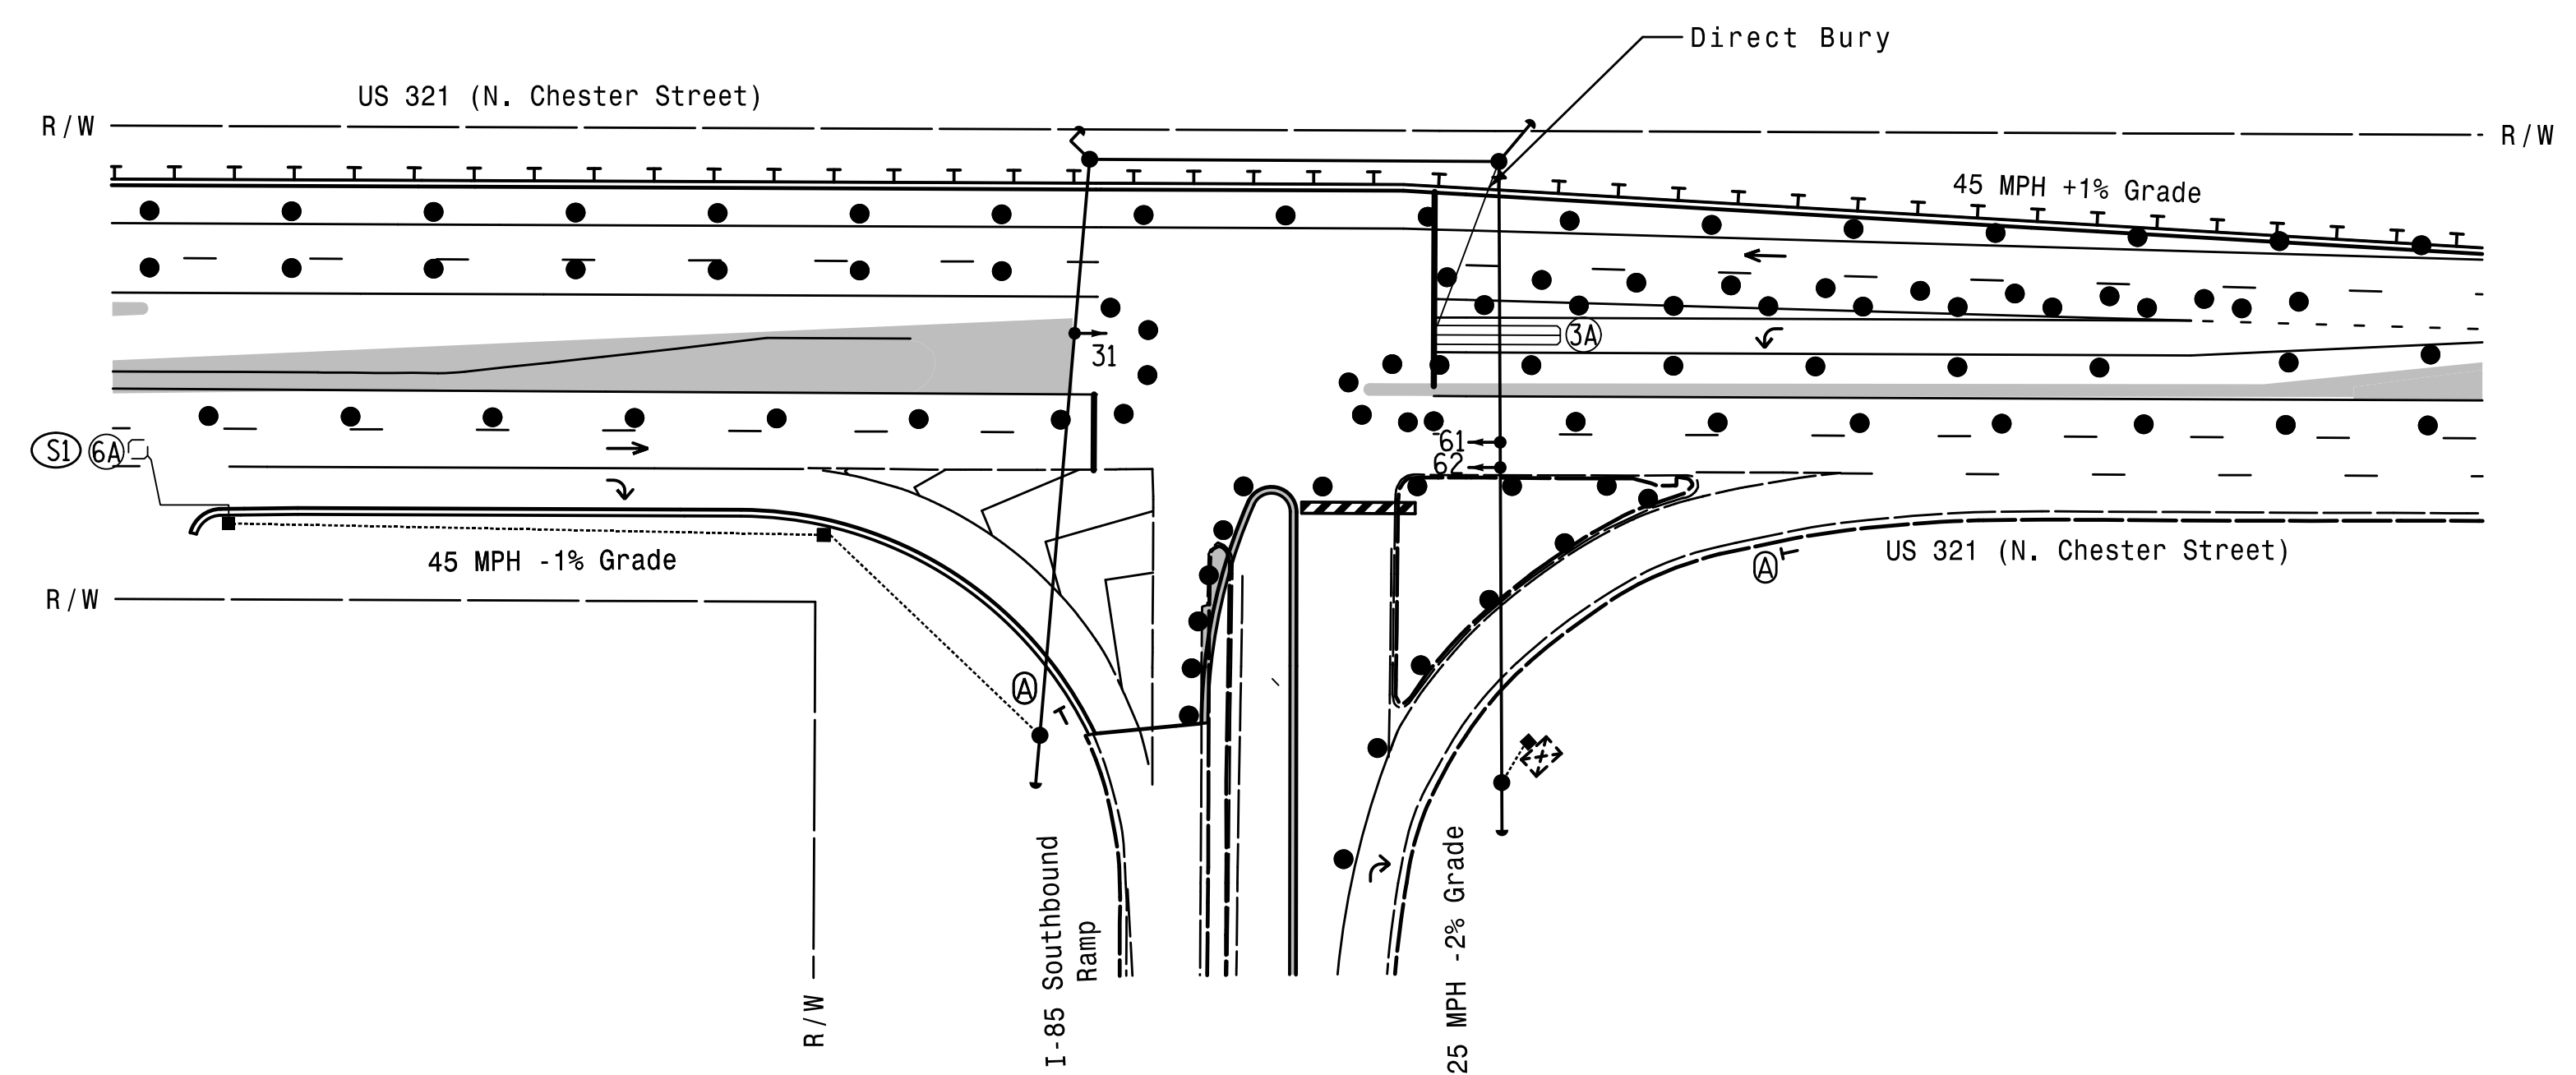 Direct Bury
US 321 (N. Chester Street)
R/W
R/W
45 MPH +1% Grade
3A
31
S1
6A
61
62
45 MPH -1% Grade
US 321 (N. Chester Street)
A
R/W
A
I-85 Southbound
Ramp
25 MPH -2% Grade
R/W